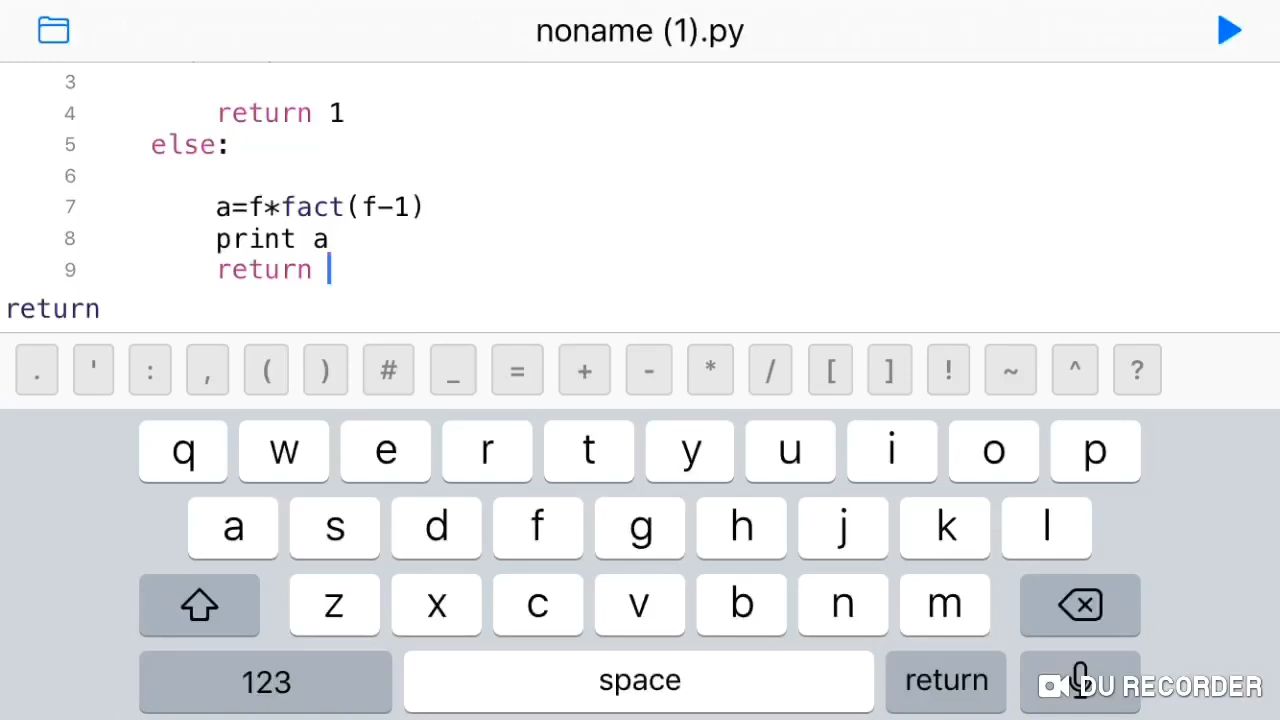 noname (1).py
3
4 return 1
5 else:
6
7 a=f*fact(f-1)
8 print a
9 return
return
. ' : , ( ) # _ = + - * / [ ] ! ~ ^ ?
q w e r t y u i o p
a s d f g h j k l
z x c v b n m
123 space return
DU RECORDER